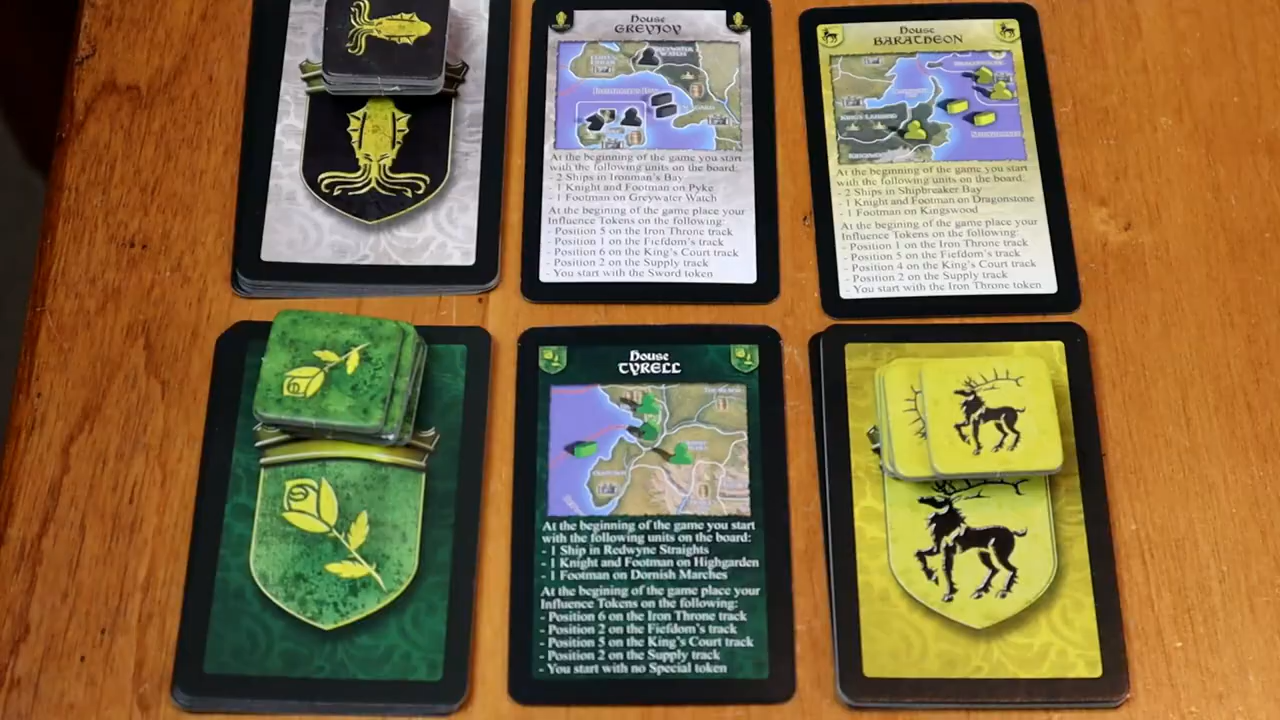 House
GREYJOY
GREYWATER
WATCH
At the beginning of the game you start
with the following units on the board:
- 2 Ships in Ironman's Bay
- 1 Knight and Footman on Pyke
- 1 Footman on Greywater Watch
At the begining of the game place your
Influence Tokens on the following:
- Position 5 on the Iron Throne track
- Position 1 on the Fiefdom's track
- Position 6 on the King's Court track
- Position 2 on the Supply track
- You start with the Sword token
House
BARATHEON
KING'S LANDING
At the beginning of the game you start
with the following units on the board:
- 2 Ships in Shipbreaker Bay
- 1 Knight and Footman on Dragonstone
- 1 Footman on Kingswood
At the begining of the game place your
Influence Tokens on the following:
- Position 1 on the Iron Throne track
- Position 5 on the Fiefdom's track
- Position 4 on the King's Court track
- Position 2 on the Supply track
- You start with the Iron Throne token
House
TYRELL
At the beginning of the game you start
with the following units on the board:
- 1 Ship in Redwyne Straights
- 1 Knight and Footman on Highgarden
- 1 Footman on Dornish Marches
At the begining of the game place your
Influence Tokens on the following:
- Position 6 on the Iron Throne track
- Position 2 on the Fiefdom's track
- Position 5 on the King's Court track
- Position 2 on the Supply track
- You start with no Special token